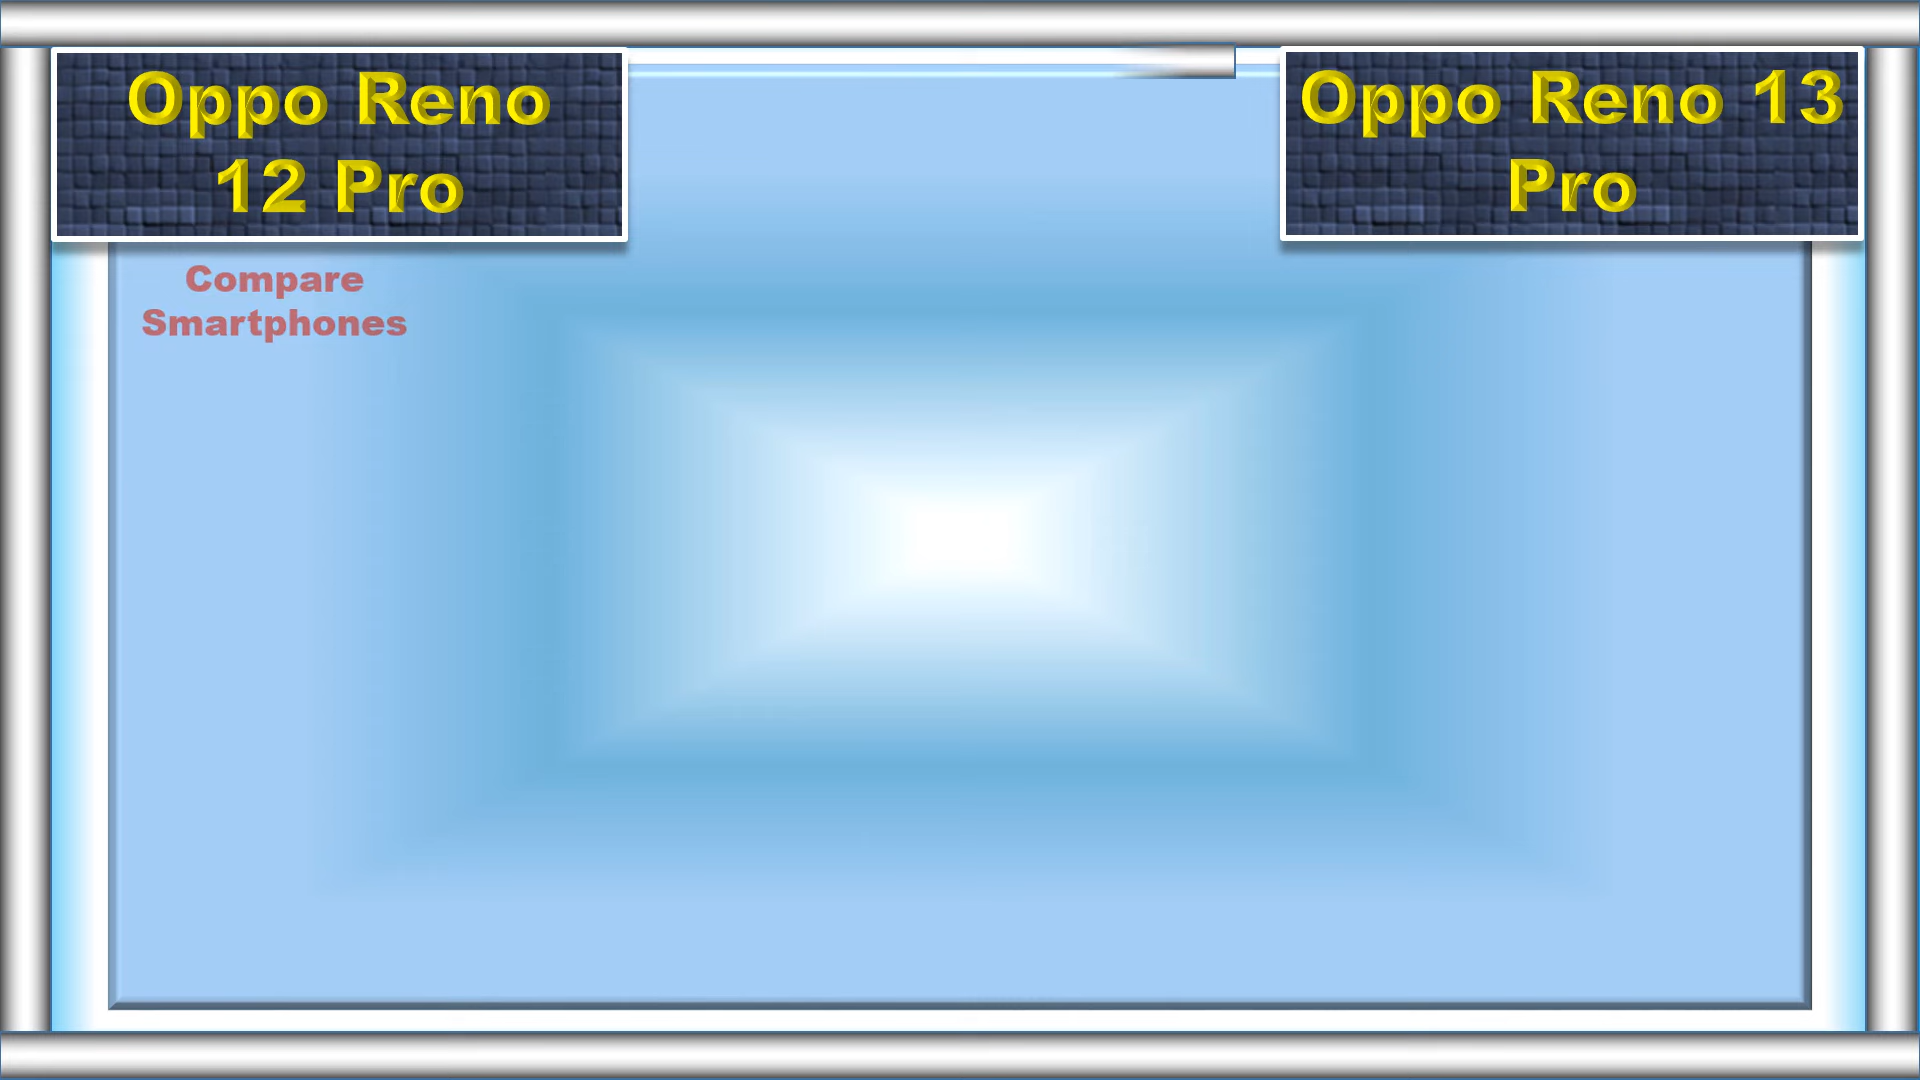 Oppo Reno
12 Pro
Oppo Reno 13
Pro
Compare
Smartphones